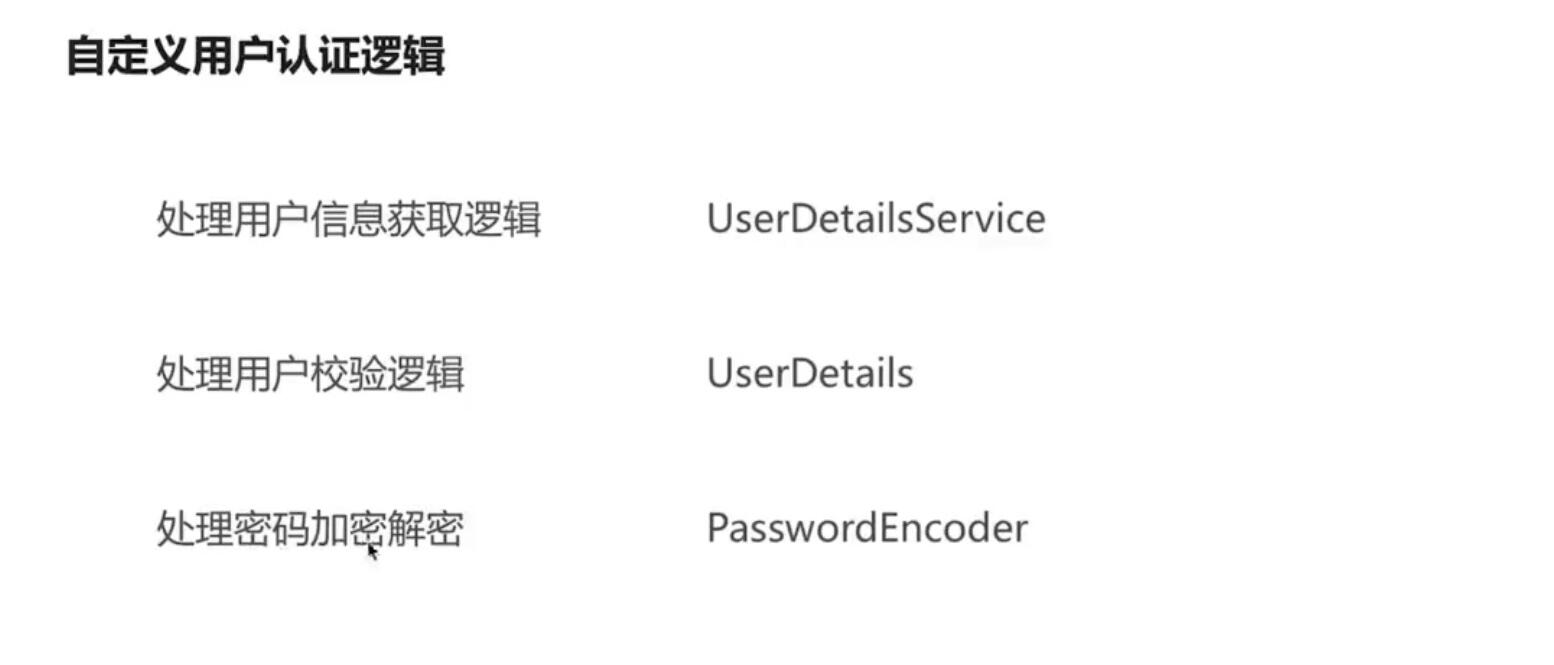 自定义用户认证逻辑
处理用户信息获取逻辑 UserDetailsService
处理用户校验逻辑 UserDetails
处理密码加密解密 PasswordEncoder